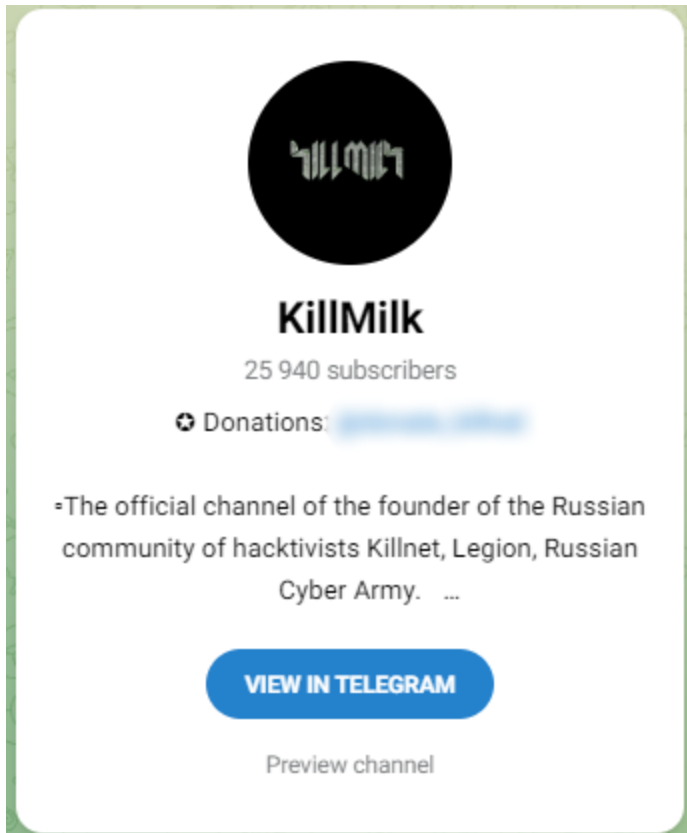 KILLMILK
KillMilk
25 940 subscribers
✪ Donations:
▫The official channel of the founder of the Russian
community of hacktivists Killnet, Legion, Russian
Cyber Army. ...
VIEW IN TELEGRAM
Preview channel